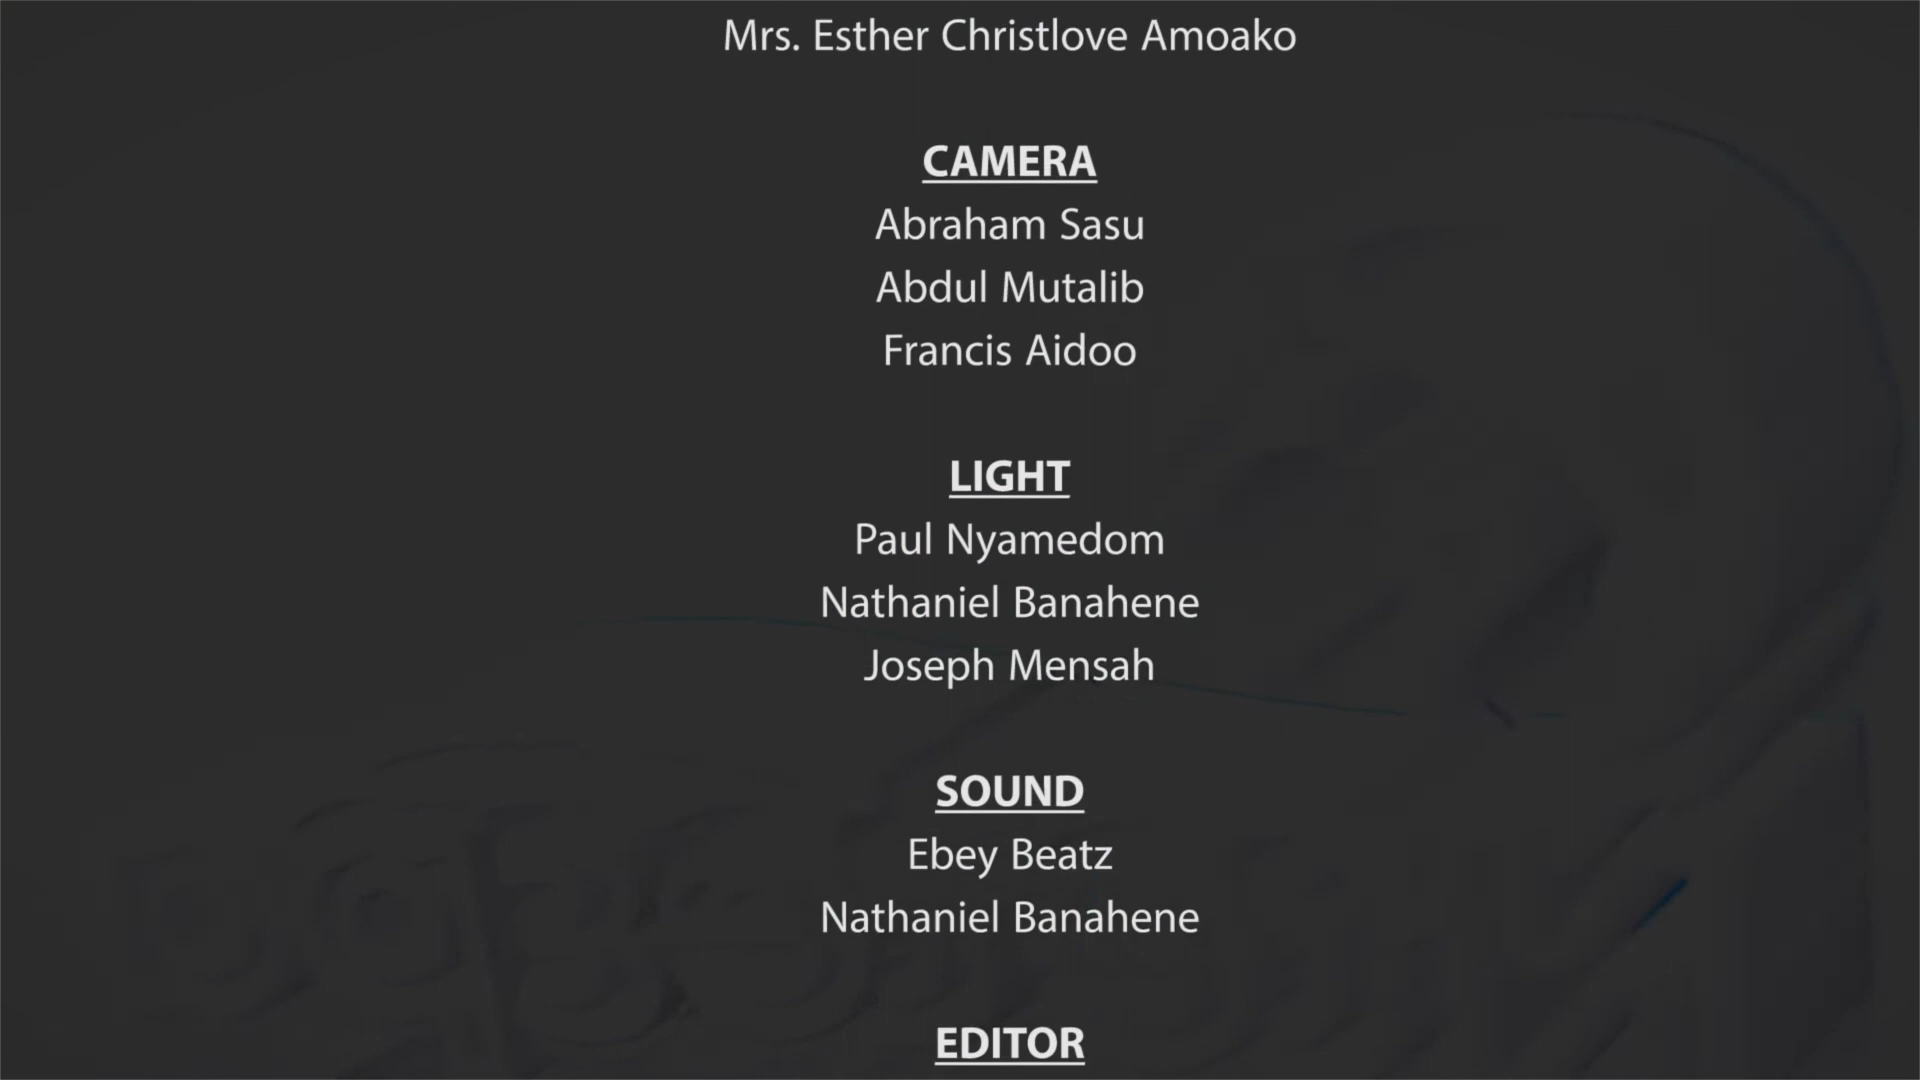 Mrs. Esther Christlove Amoako
CAMERA
Abraham Sasu
Abdul Mutalib
Francis Aidoo
LIGHT
Paul Nyamedom
Nathaniel Banahene
Joseph Mensah
SOUND
Ebey Beatz
Nathaniel Banahene
EDITOR